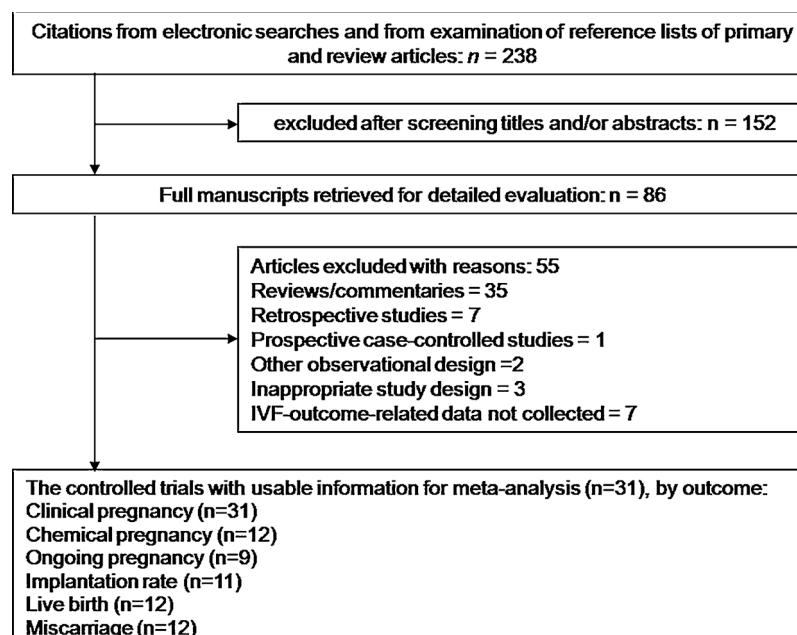 Citations from electronic searches and from examination of reference lists of primary
and review articles: n = 238
excluded after screening titles and/or abstracts: n = 152
Full manuscripts retrieved for detailed evaluation: n = 86
Articles excluded with reasons: 55
Reviews/commentaries = 35
Retrospective studies = 7
Prospective case-controlled studies = 1
Other observational design =2
Inappropriate study design = 3
IVF-outcome-related data not collected = 7
The controlled trials with usable information for meta-analysis (n=31), by outcome:
Clinical pregnancy (n=31)
Chemical pregnancy (n=12)
Ongoing pregnancy (n=9)
Implantation rate (n=11)
Live birth (n=12)
Miscarriage (n=12)